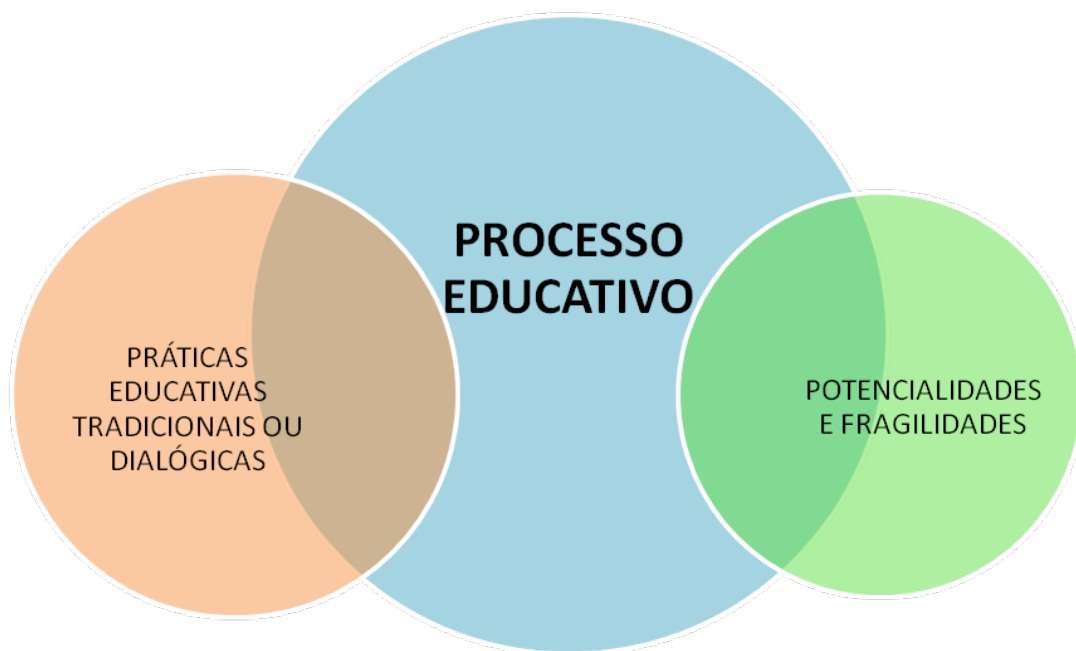 PROCESSO
EDUCATIVO
PRÁTICAS
EDUCATIVAS
TRADICIONAIS OU
DIALÓGICAS
POTENCIALIDADES
E FRAGILIDADES